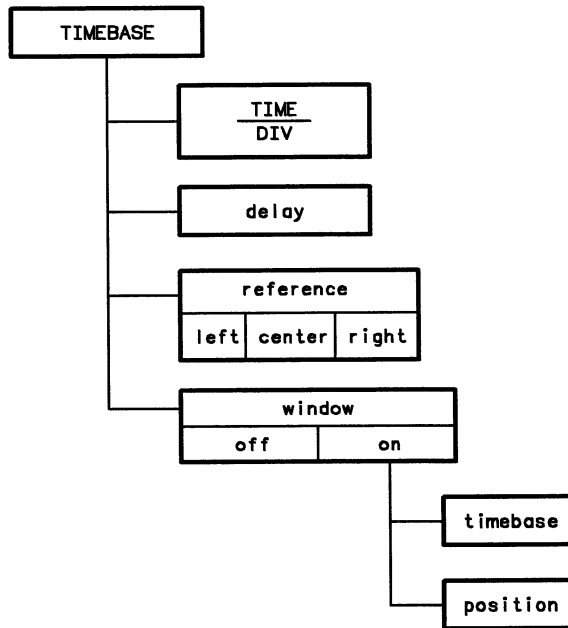 TIMEBASE
TIME
DIV
delay
reference
left center right
window
off on
timebase
position